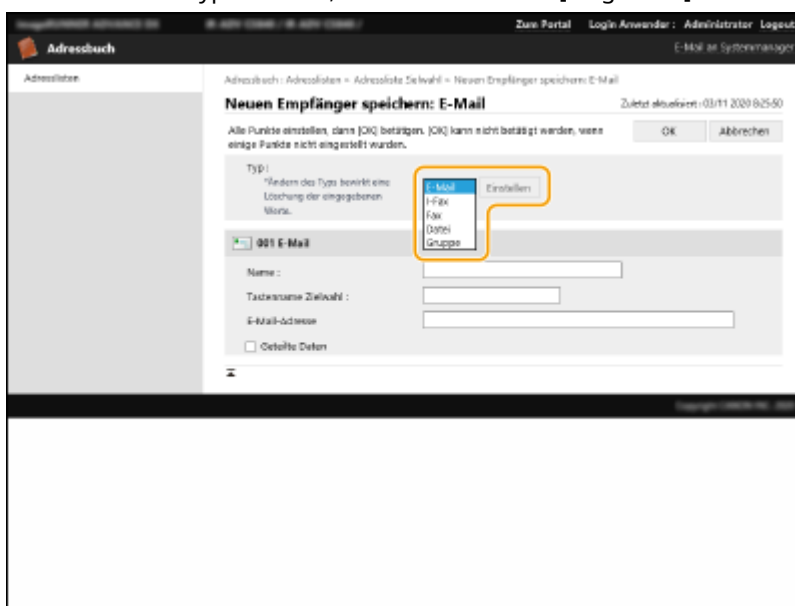 Zum Portal Login Anwender : Administrator Logout
Adressbuch
E-Mail an Systemmanager
Adresslisten
Adressbuch : Adresslisten > Adressliste Zielwahl > Neuen Empfänger speichern: E-Mail
Neuen Empfänger speichern: E-Mail
Zuletzt aktualisiert : 03/11 2020 8:25:50
Alle Punkte einstellen, dann [OK] betätigen. [OK] kann nicht betätigt werden, wenn
einige Punkte nicht eingestellt wurden.
OK Abbrechen
Typ :
*Ändern des Typs bewirkt eine
Löschung der eingegebenen
Werte.
E-Mail
Einstellen
I-Fax
Fax
Datei
Gruppe
001 E-Mail
Name :
Tastenname Zielwahl :
E-Mail-Adresse
Geteilte Daten